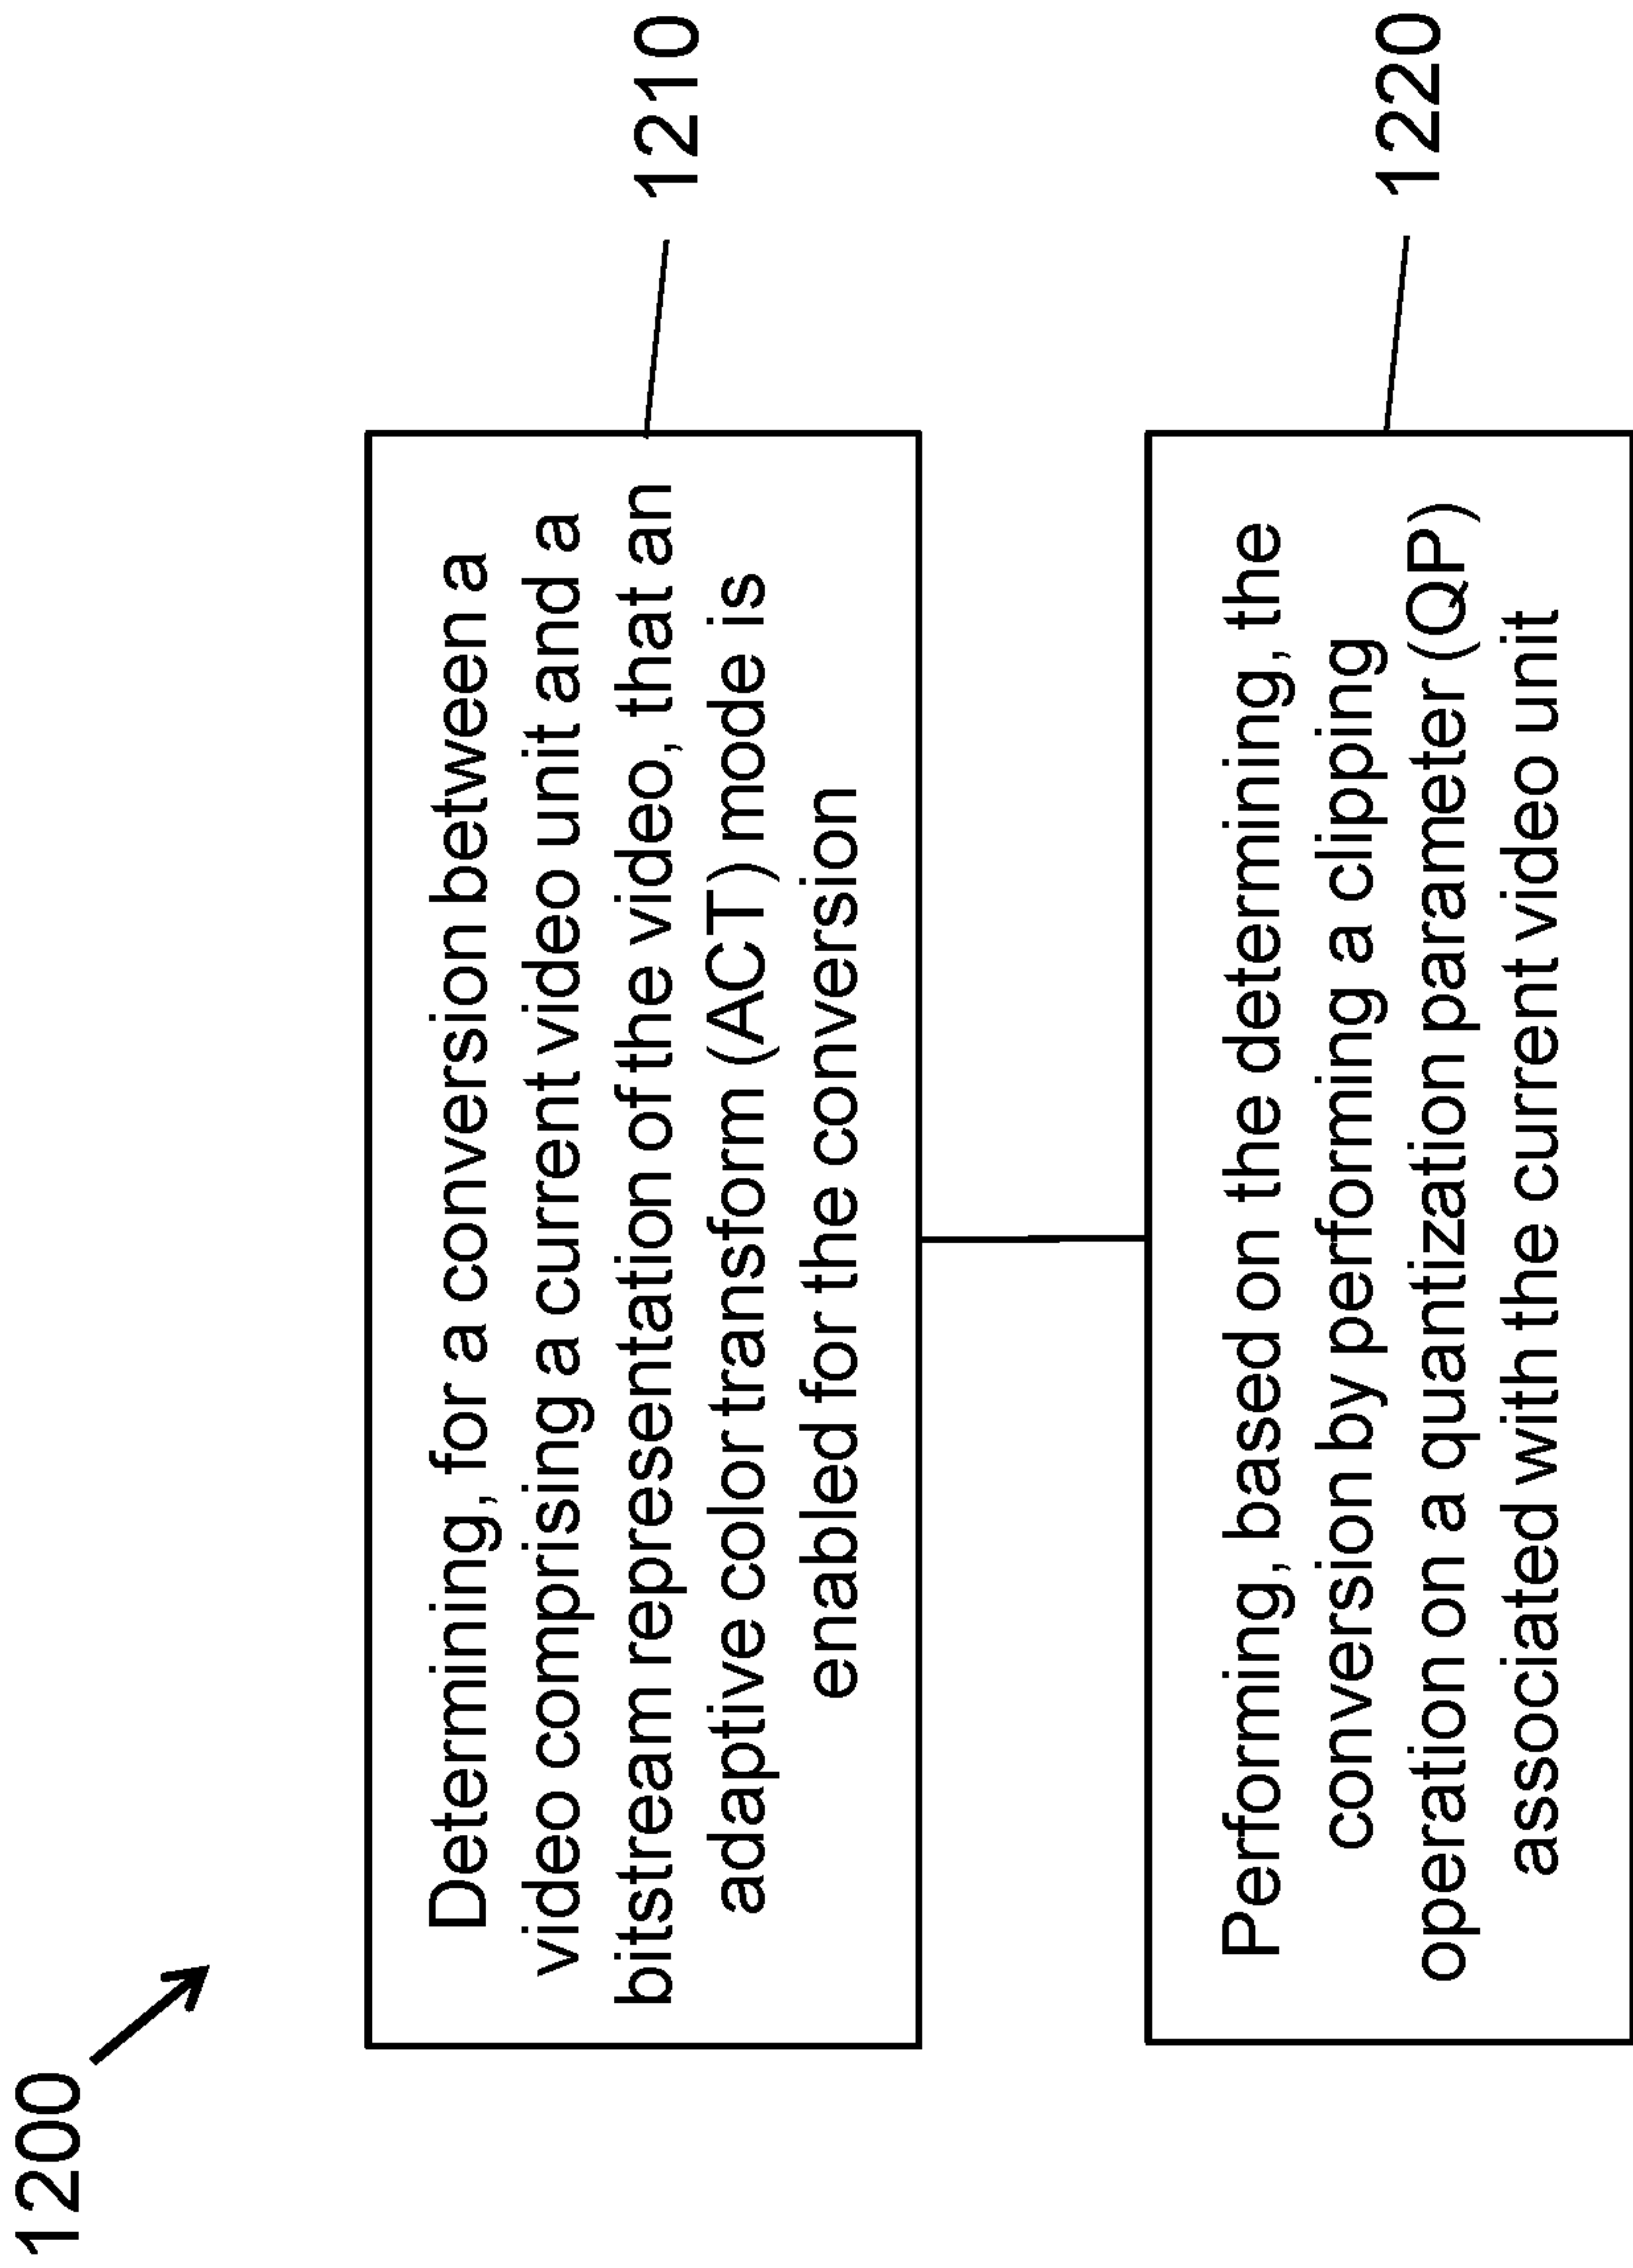 1200
Determining, for a conversion between a
video comprising a current video unit and a
bitstream representation of the video, that an
adaptive color transform (ACT) mode is
enabled for the conversion
1210
Performing, based on the determining, the
conversion by performing a clipping
operation on a quantization parameter (QP)
associated with the current video unit
1220